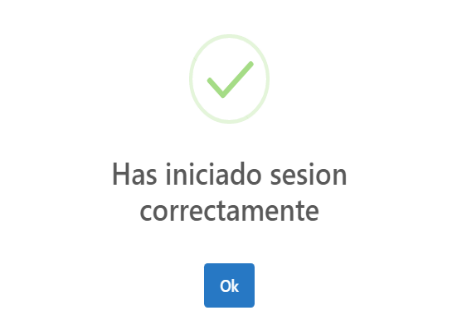 Has iniciado sesion
correctamente
Ok